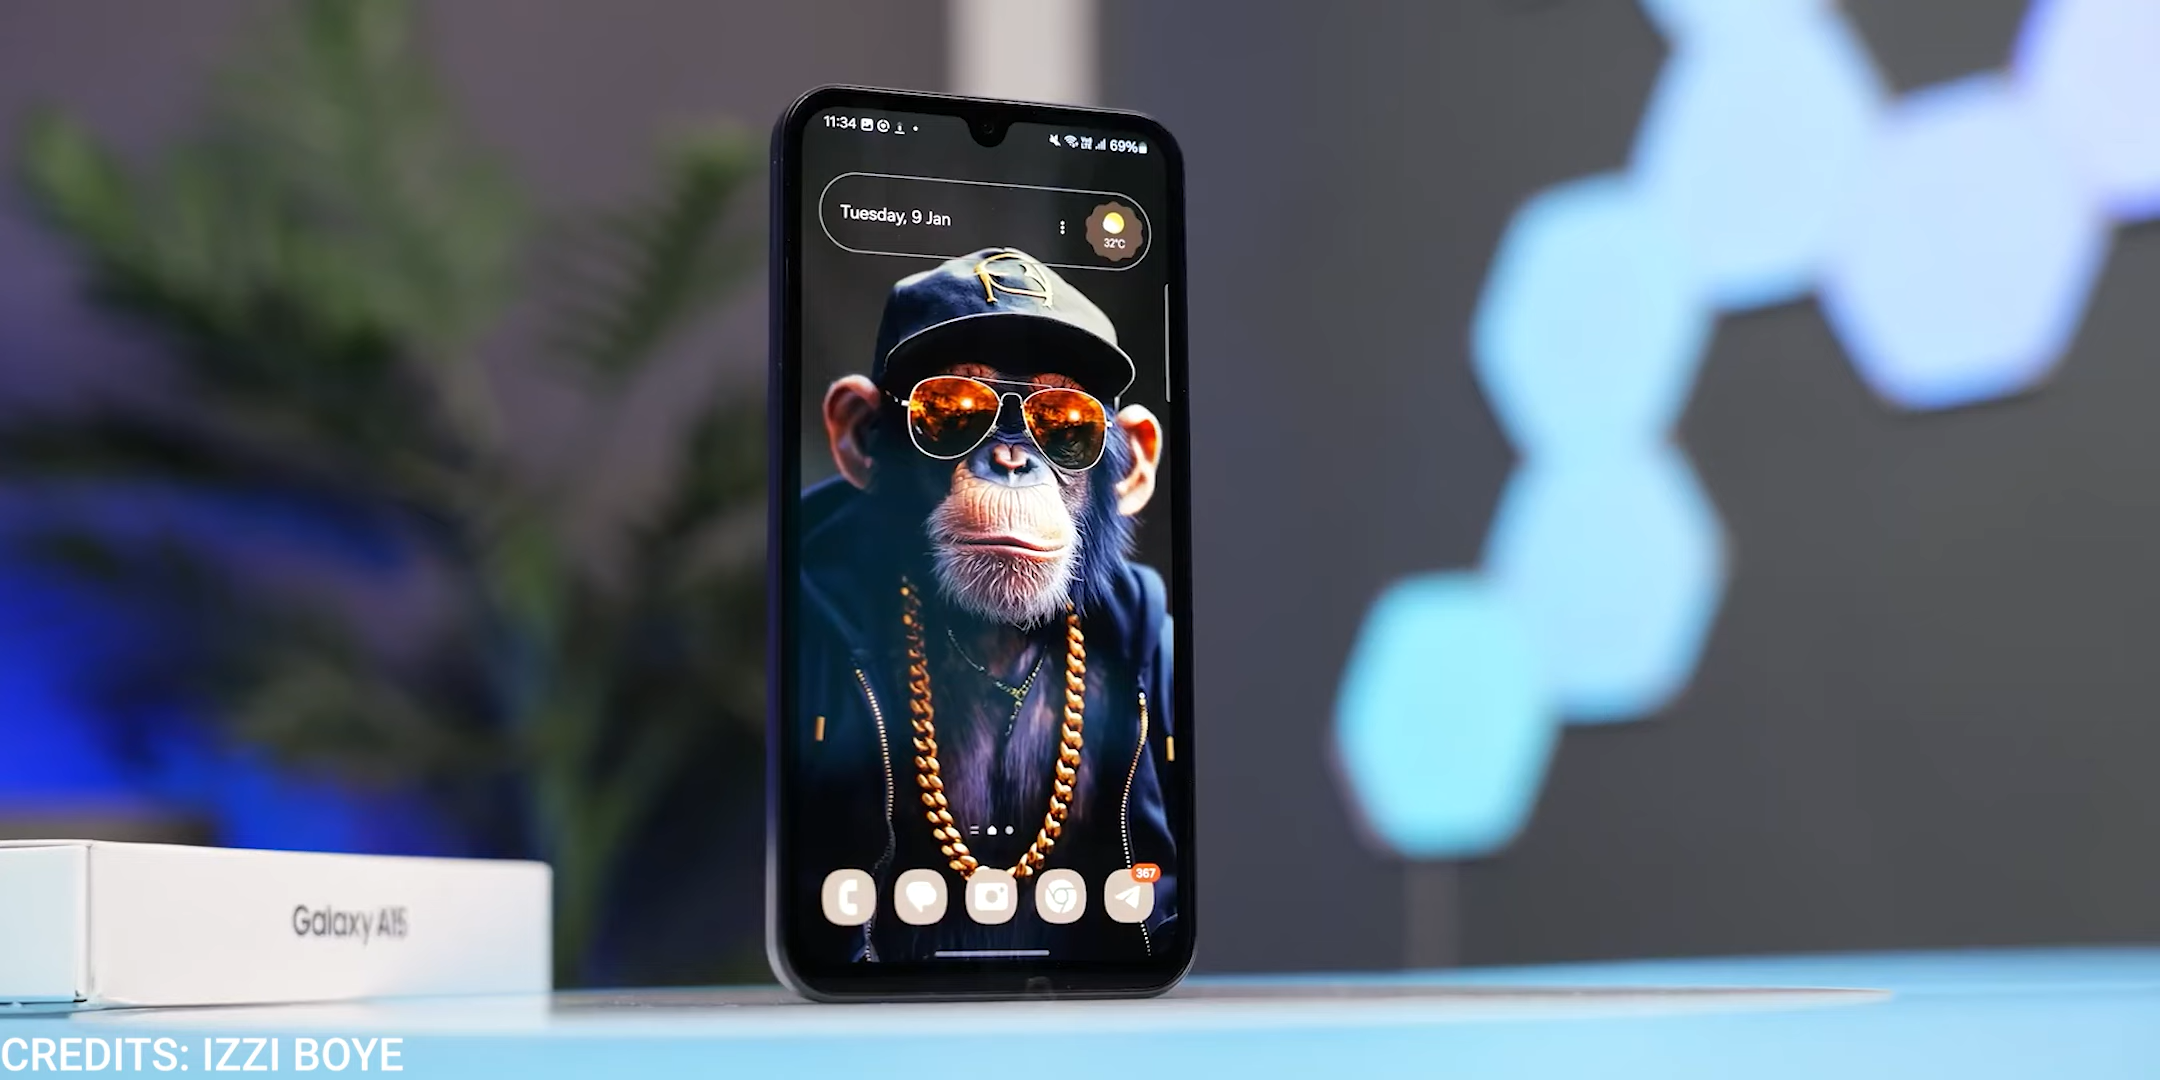 11:34
69%
Tuesday, 9 Jan
32°C
367
Galaxy A15
CREDITS: IZZI BOYE